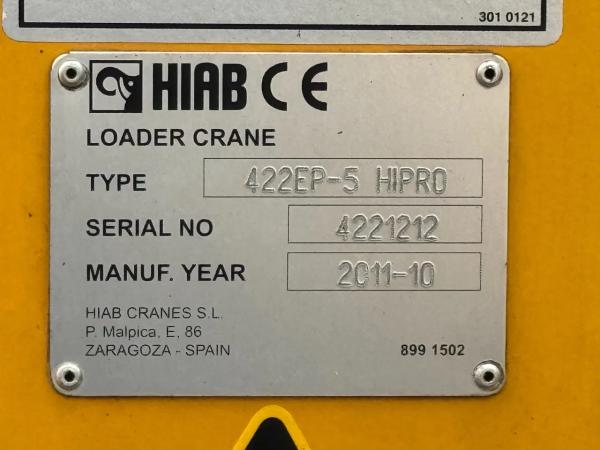 301 0121
HIAB CE
LOADER CRANE
TYPE 422EP-5 HIPRO
SERIAL NO 4221212
MANUF. YEAR 2011-10
HIAB CRANES S.L.
P. Malpica, E, 86
ZARAGOZA - SPAIN 899 1502